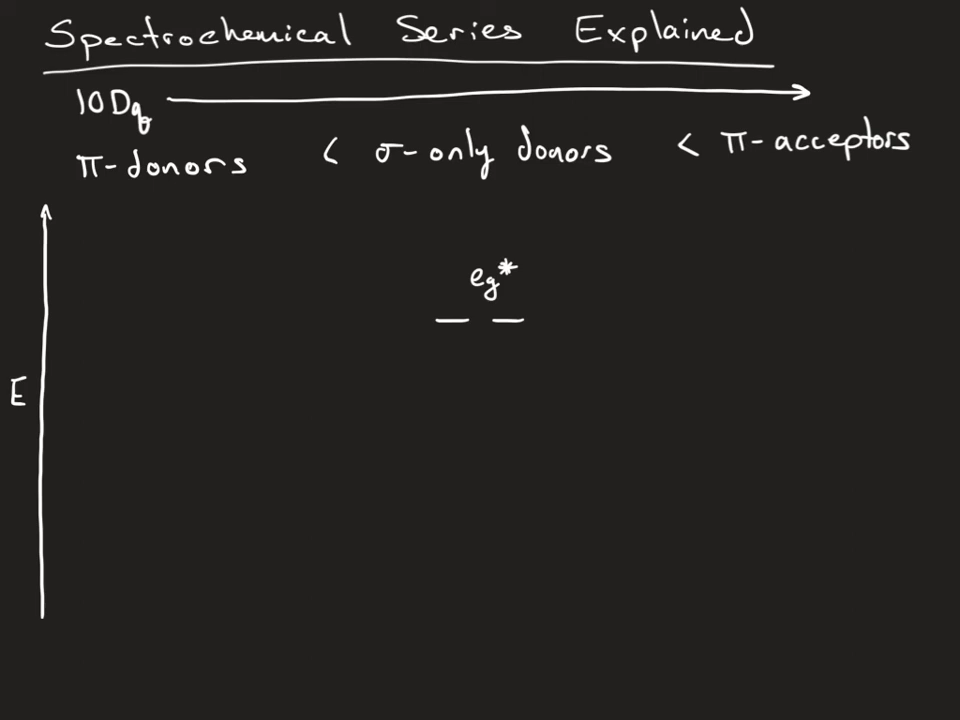 Spectrochemical Series Explained
10Dq
π-donors < σ-only donors < π-acceptors
eg*
E